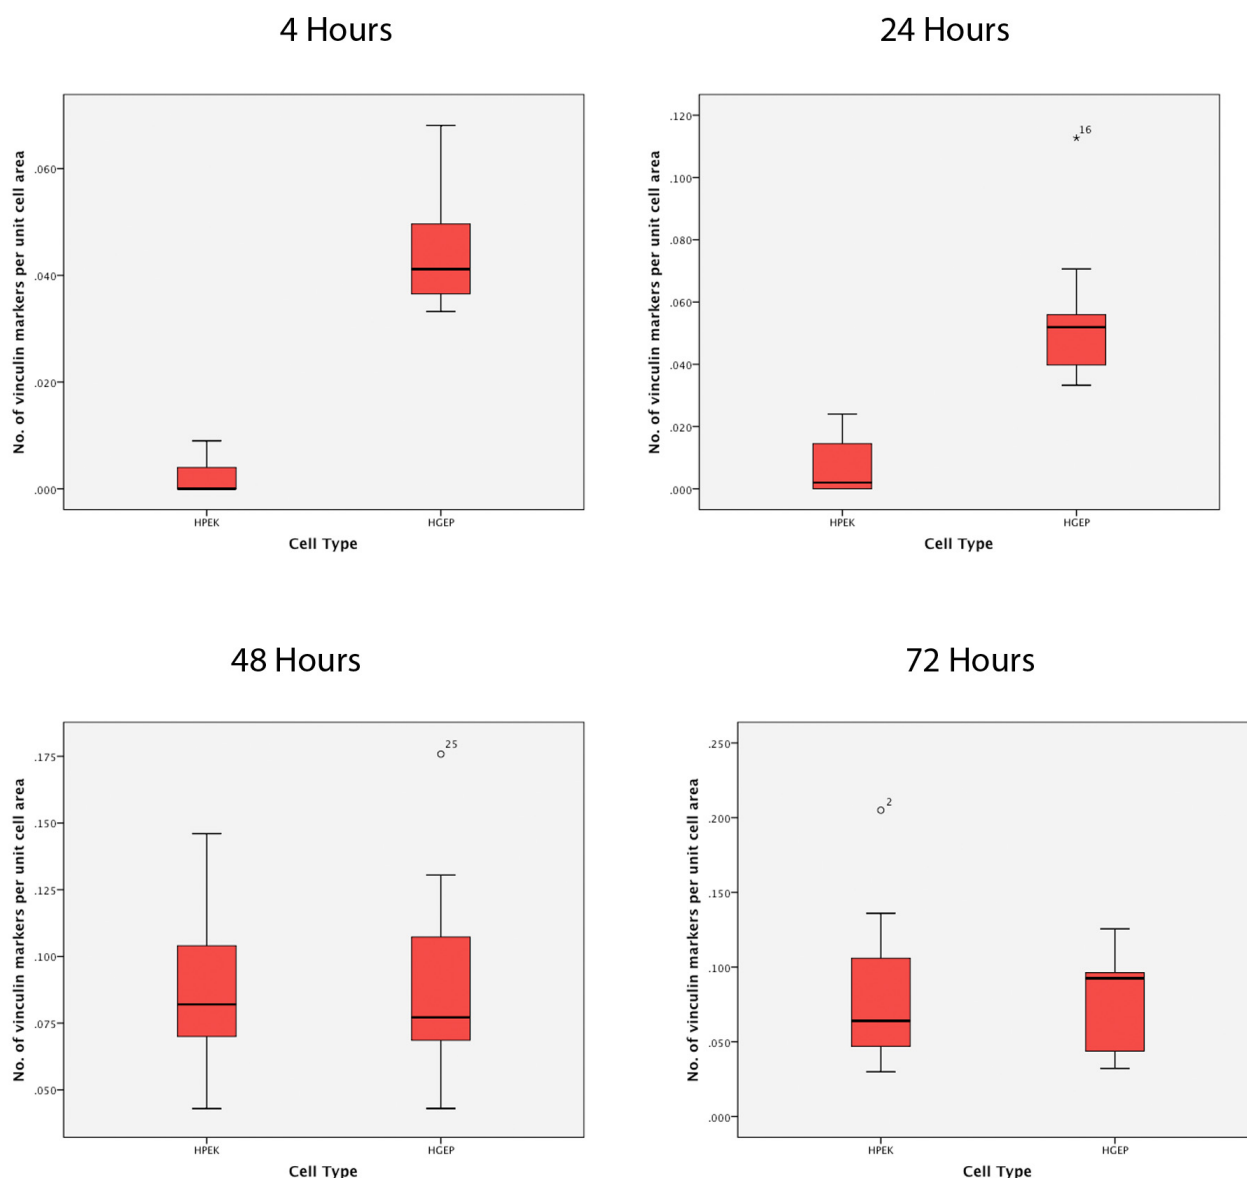 4 Hours
24 Hours
No. of vinculin markers per unit cell area
.060
.040
.020
.000
HPEK
HGEP
Cell Type
No. of vinculin markers per unit cell area
.120
.100
.080
.060
.040
.020
.000
16
HPEK
HGEP
Cell Type
48 Hours
72 Hours
No. of vinculin markers per unit cell area
.175
.150
.125
.100
.075
.050
25
HPEK
HGEP
Cell Type
No. of vinculin markers per unit cell area
.250
.200
.150
.100
.050
.000
2
HPEK
HGEP
Cell Type